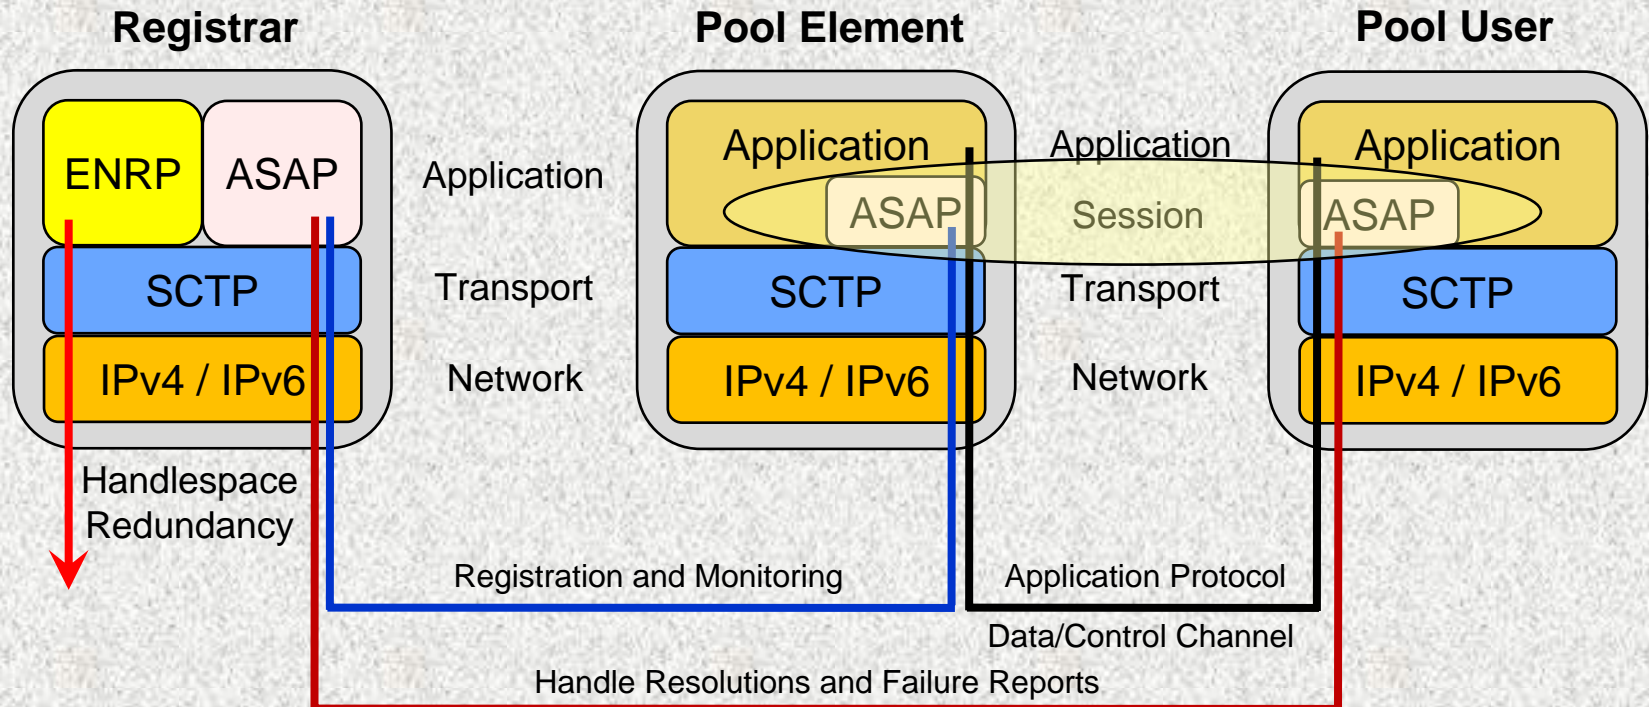 Registrar
Pool Element
Pool User
ENRP
ASAP
SCTP
IPv4 / IPv6
Application
Transport
Network
Application
ASAP
SCTP
IPv4 / IPv6
Application
Session
Transport
Network
Application
ASAP
SCTP
IPv4 / IPv6
Handlespace
Redundancy
Registration and Monitoring
Application Protocol
Data/Control Channel
Handle Resolutions and Failure Reports